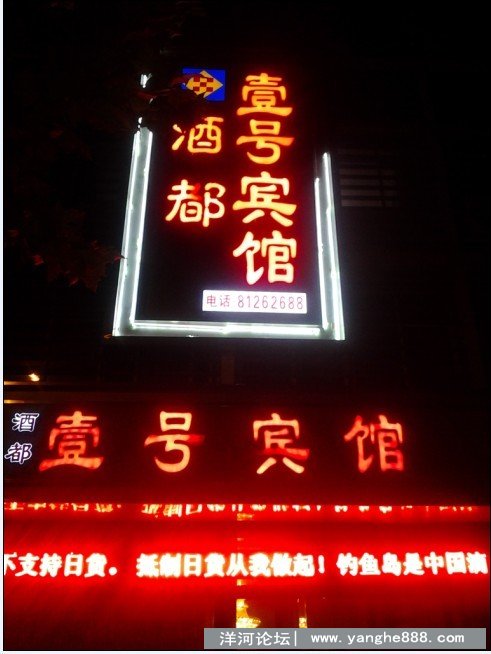 酒都
壹号宾馆
电话 81262688
酒都
壹号宾馆
不支持日货。抵制日货从我做起！钓鱼岛是中国滴
洋河论坛| www.yanghe888.com